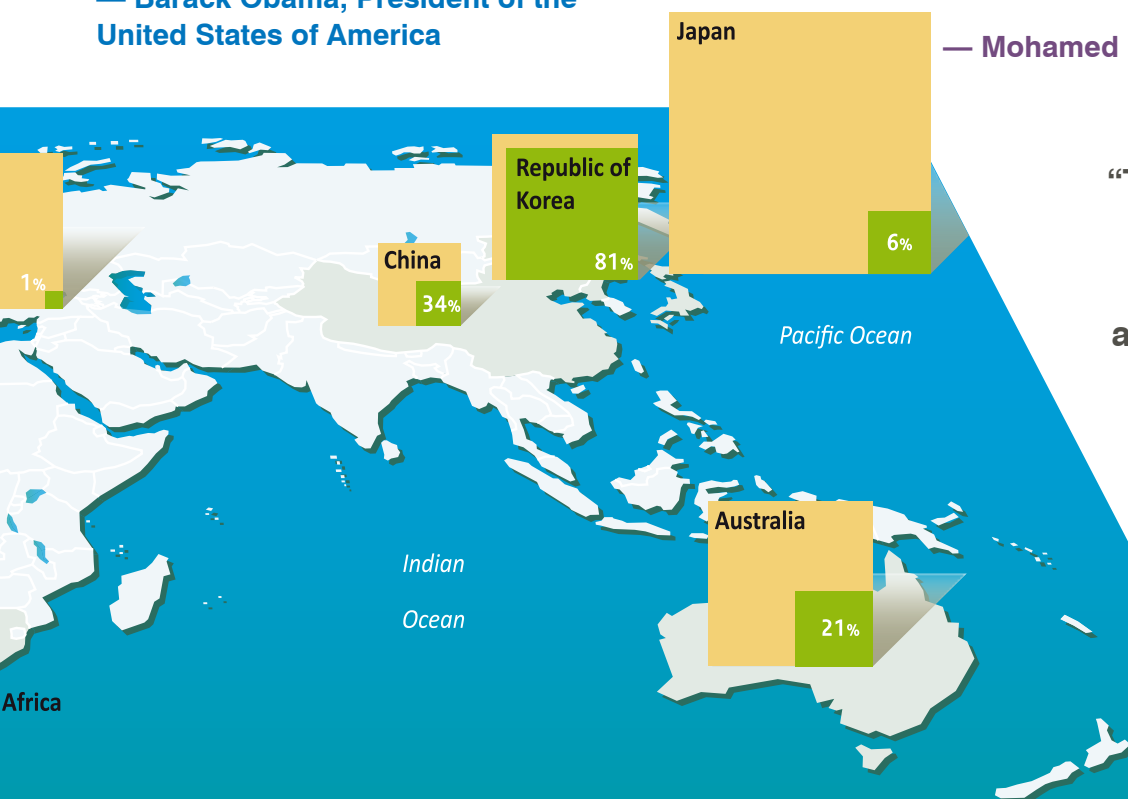 — Barack Obama, President of the
United States of America
Japan
— Mohamed
Republic of
Korea
81%
6%
"T
China
34%
1%
Pacific Ocean
a
Australia
21%
Indian
Ocean
Africa